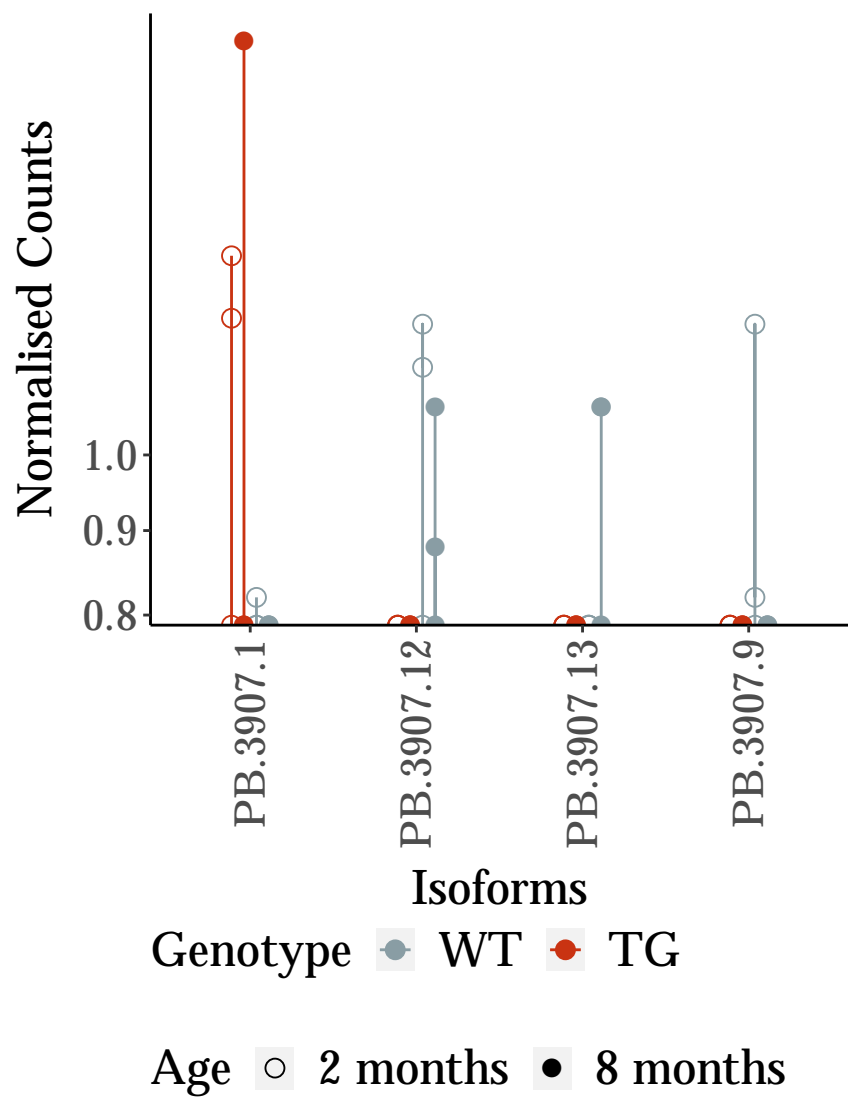 Normalised Counts
1.0
0.9
0.8
PB.3907.1
PB.3907.12
PB.3907.13
PB.3907.9
Isoforms
Genotype WT TG
Age 2 months 8 months